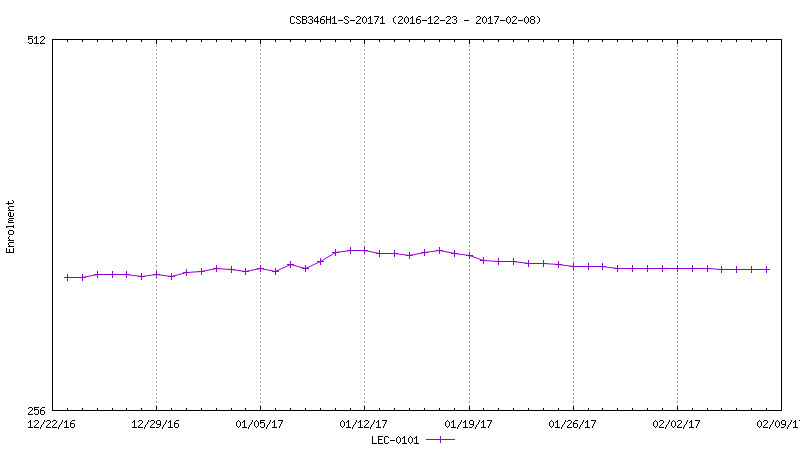 CSB346H1-S-20171 (2016-12-23 - 2017-02-08)
512
Enrolment
256
12/22/16 12/29/16 01/05/17 01/12/17 01/19/17 01/26/17 02/02/17 02/09/1
LEC-0101